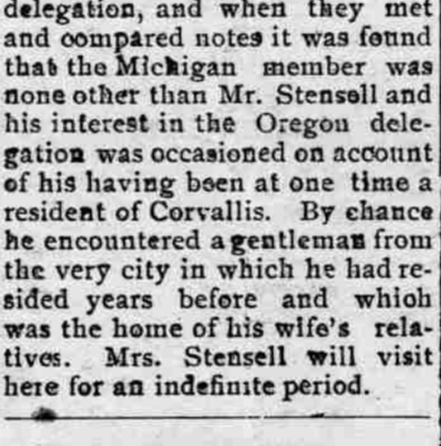 delegation, and when they met
and compared notes it was found
that the Michigan member was
none other than Mr. Stensell and
his interest in the Oregon dele-
gation was occasioned on account
of his having been at one time a
resident of Corvallis. By chance
he encountered a gentleman from
the very city in which he had re-
sided years before and which
was the home of his wife's rela-
tives. Mrs. Stensell will visit
here for an indefinite period.